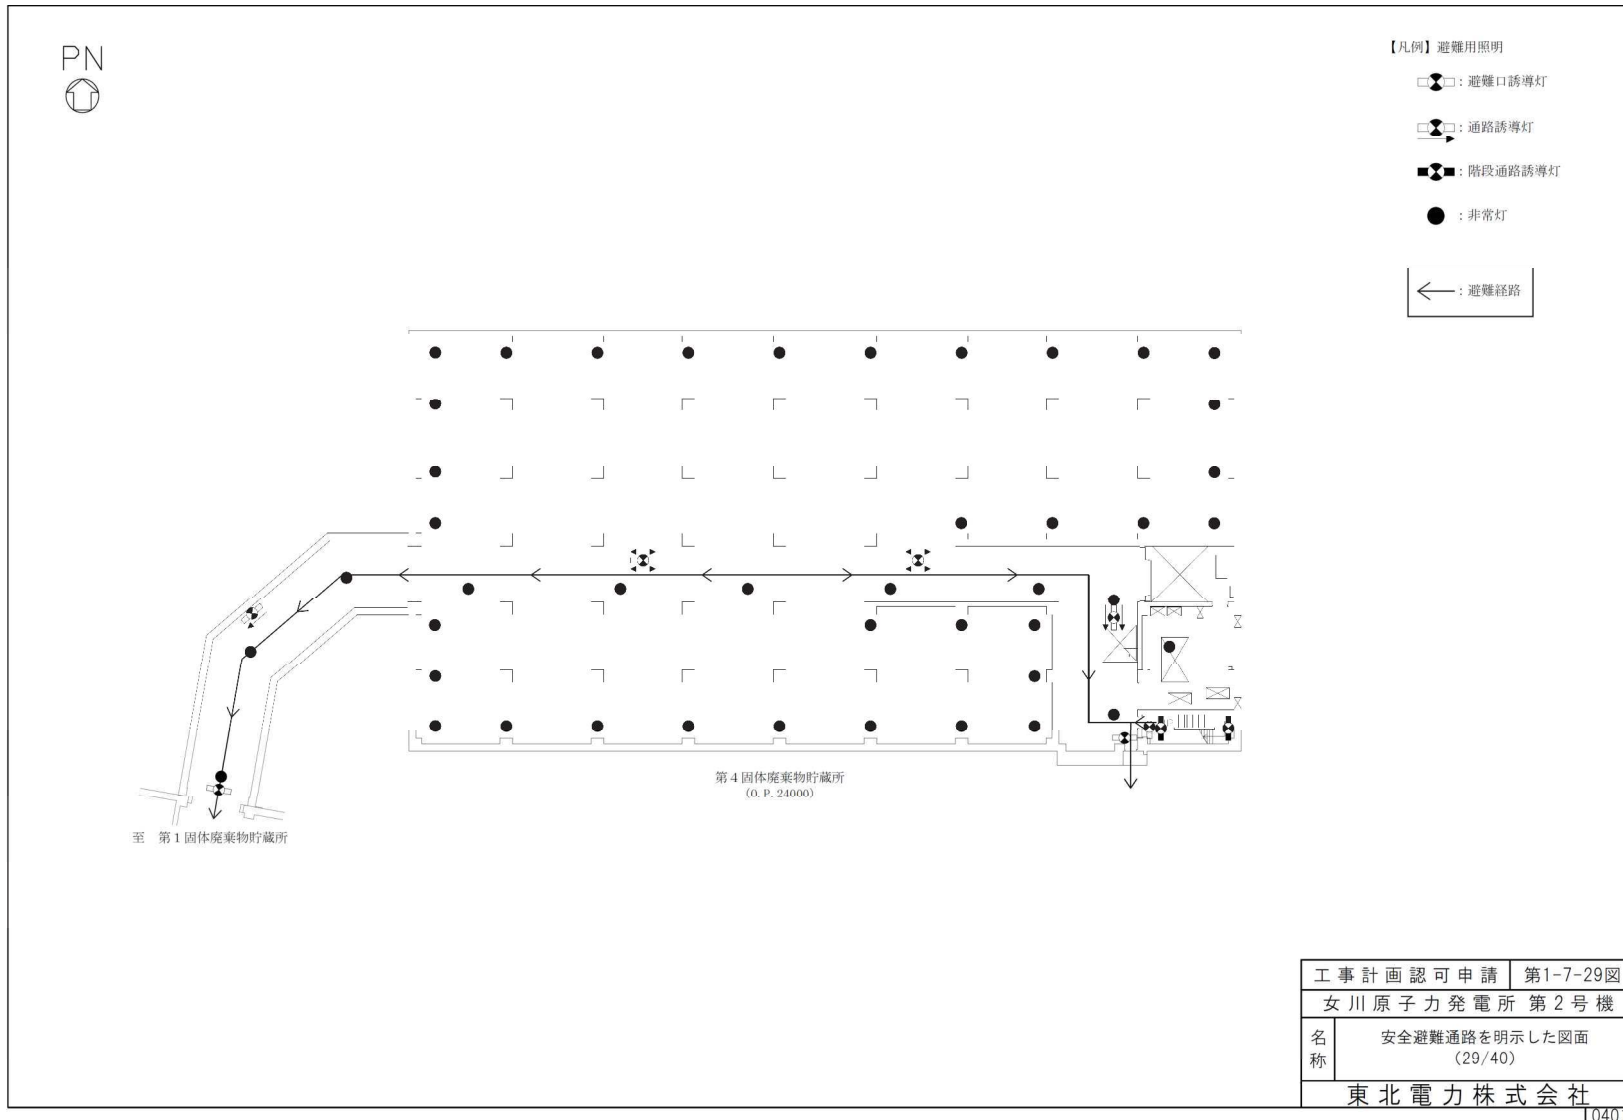 PN
【凡例】避難用照明
：避難口誘導灯
：通路誘導灯
：階段通路誘導灯
：非常灯
：避難経路
第4固体廃棄物貯蔵所
(O.P.24000)
至 第1固体廃棄物貯蔵所
工事計画認可申請 第1-7-29図
女川原子力発電所 第2号機
名称 安全避難通路を明示した図面
(29/40)
東北電力株式会社
1040